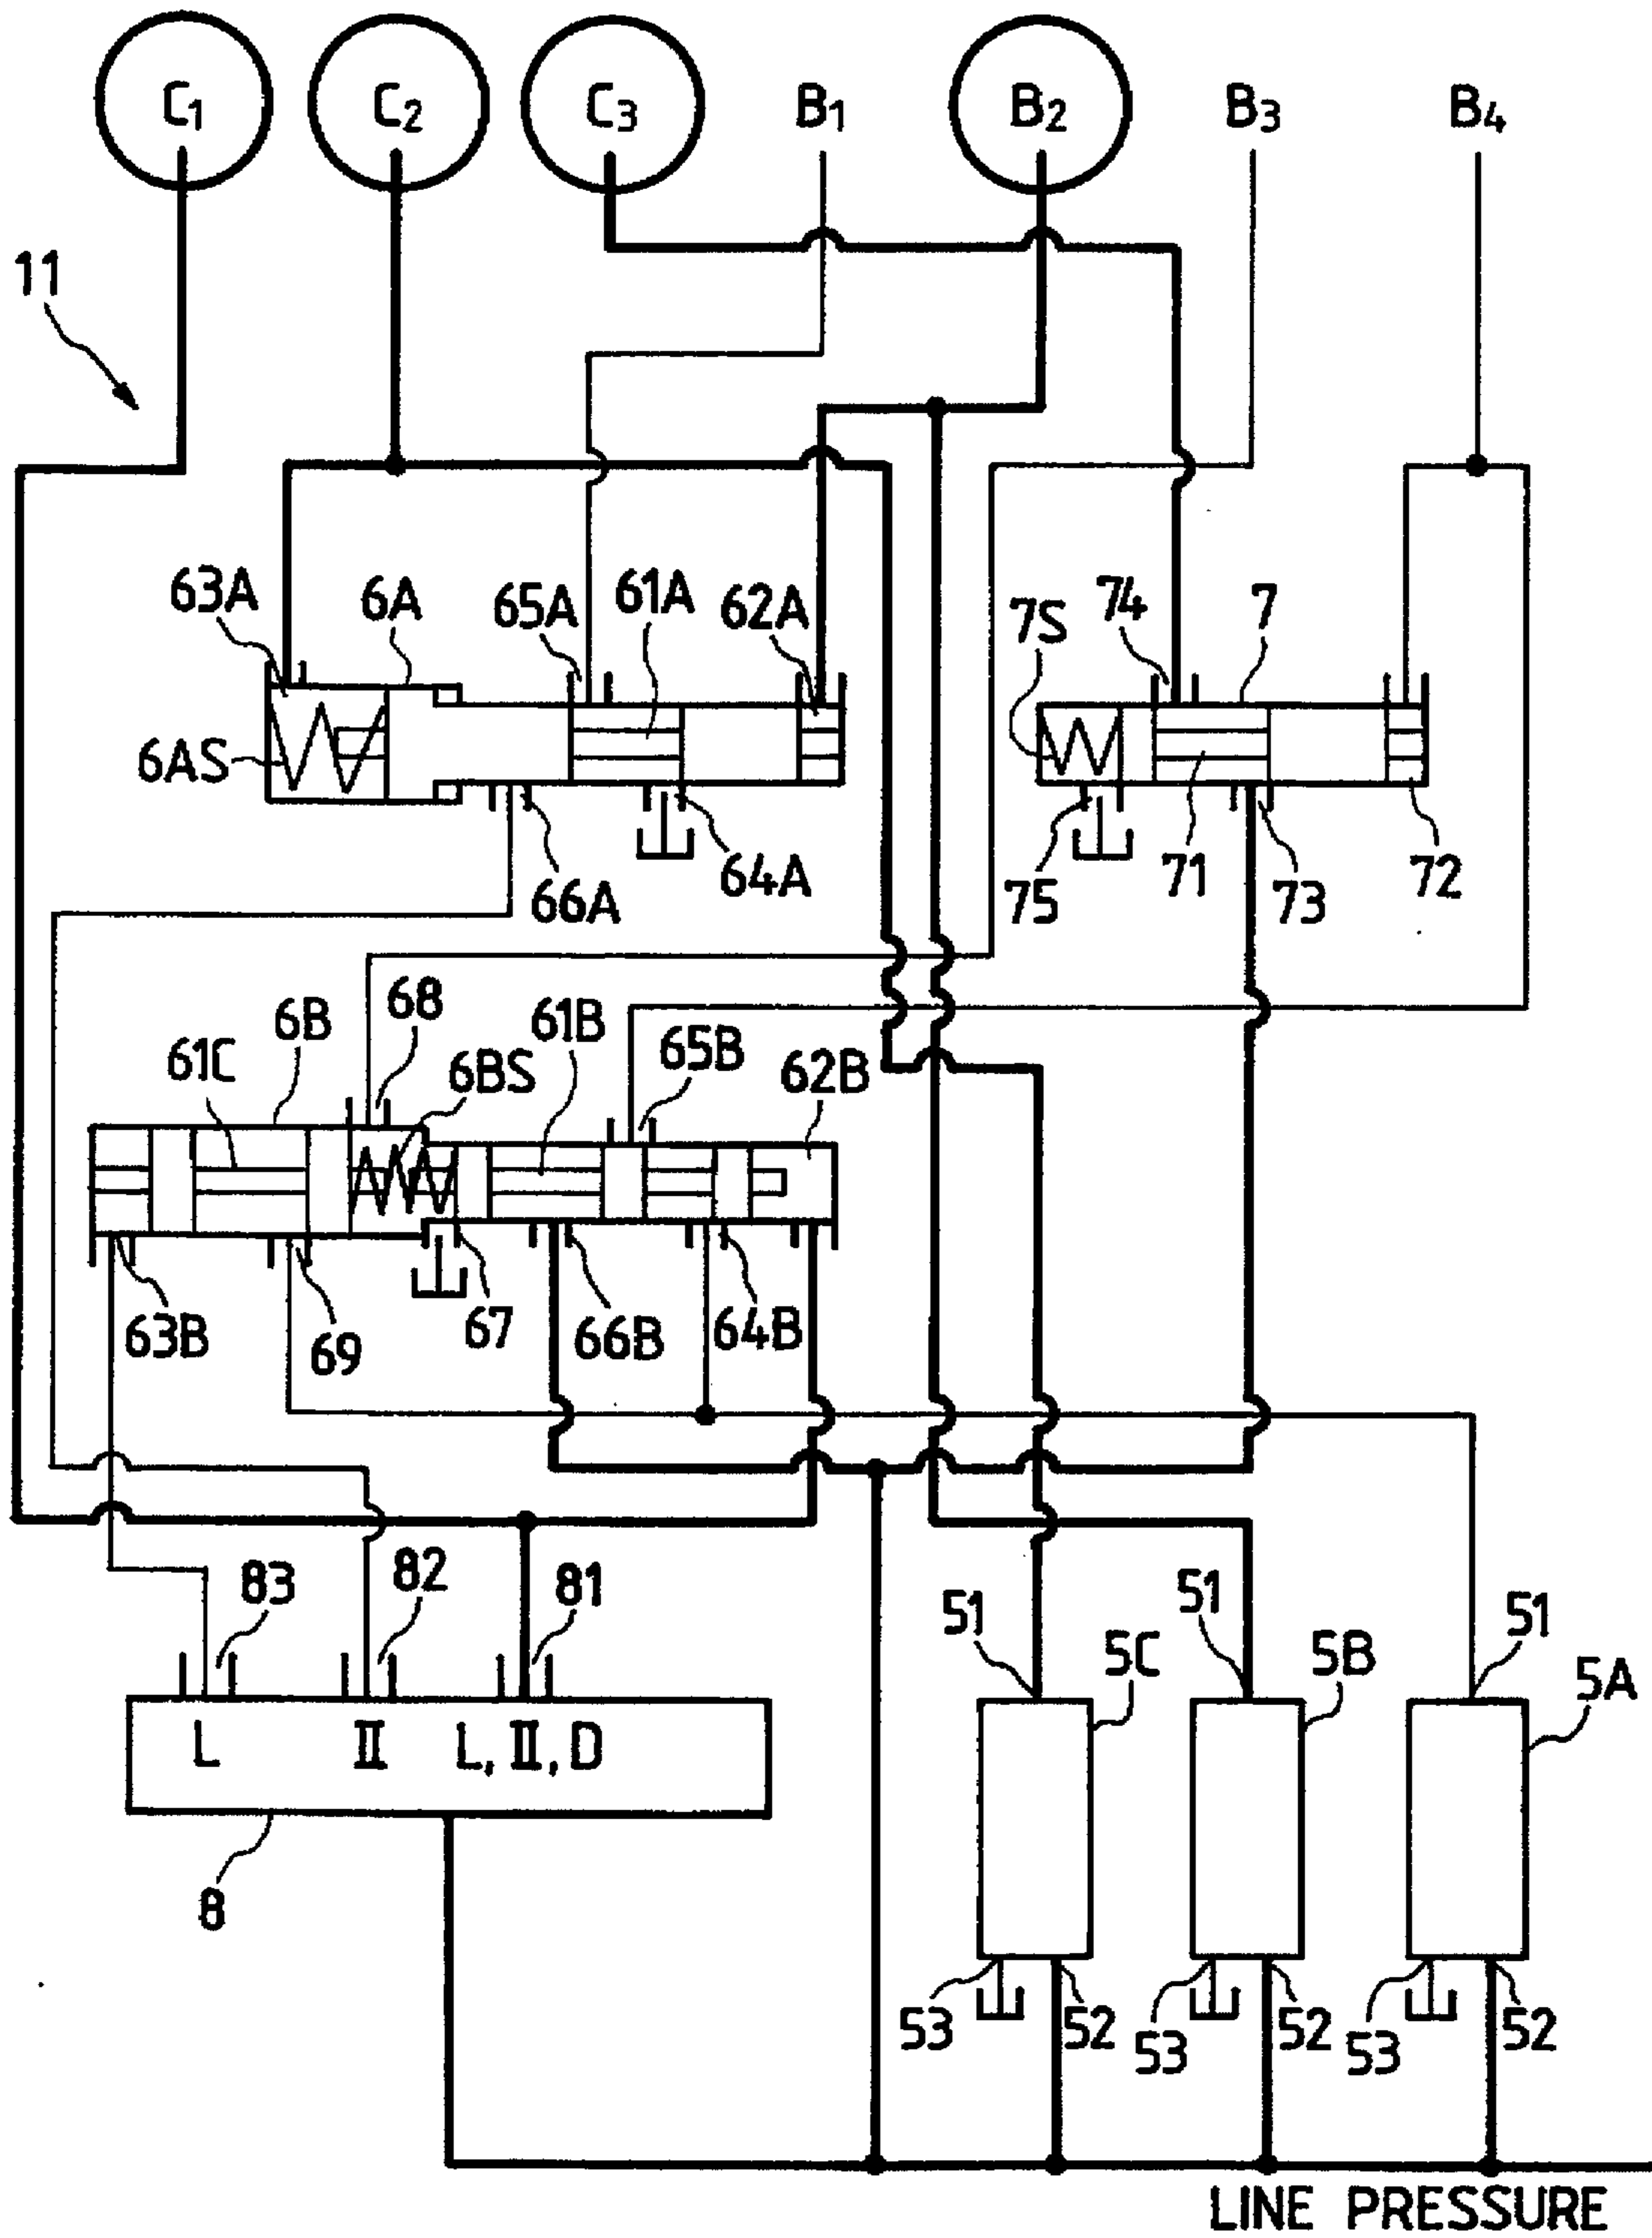 C1 C2 C3 B1 B2 B3 B4
11
63A 6A 65A 61A 62A 7S 74 7
6AS
66A 64A 75 71 73 72
61C 6B 68 6BS 61B 65B 62B
63B 69 67 66B 64B
83 82 81 51 5C 51 5B 51 5A
L II L, II, D
8
53 52 53 52 53 52
LINE PRESSURE